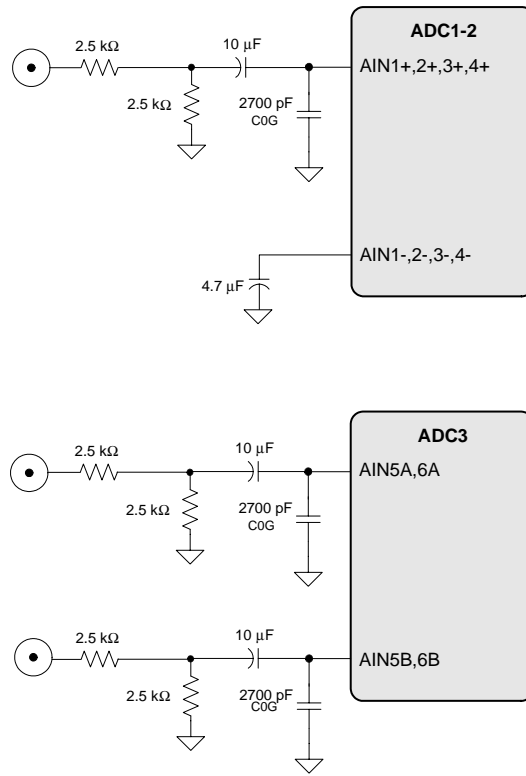 ADC1-2
2.5 kΩ
10 μF
AIN1+,2+,3+,4+
2.5 kΩ
2700 pF
C0G
AIN1-,2-,3-,4-
4.7 μF
ADC3
2.5 kΩ
10 μF
AIN5A,6A
2.5 kΩ
2700 pF
C0G
2.5 kΩ
10 μF
AIN5B,6B
2.5 kΩ
2700 pF
C0G